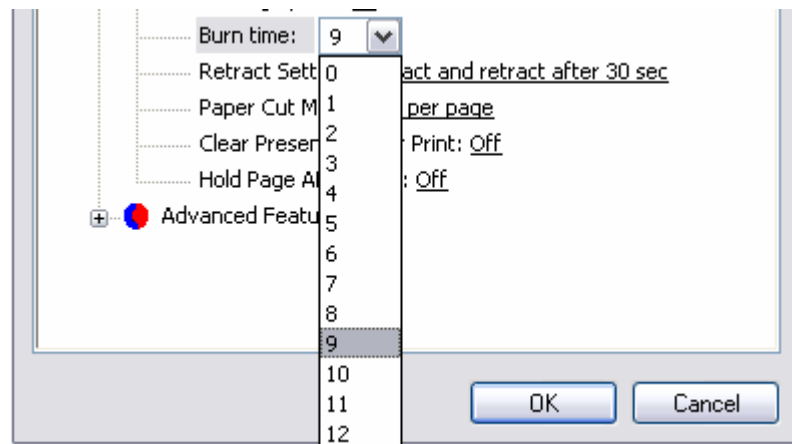 Burn time: 9
Retract Sett act and retract after 30 sec
Paper Cut M per page
Clear Presen r Print: Off
Hold Page A : Off
Advanced Featu
0
1
2
3
4
5
6
7
8
9
10
11
12
OK Cancel